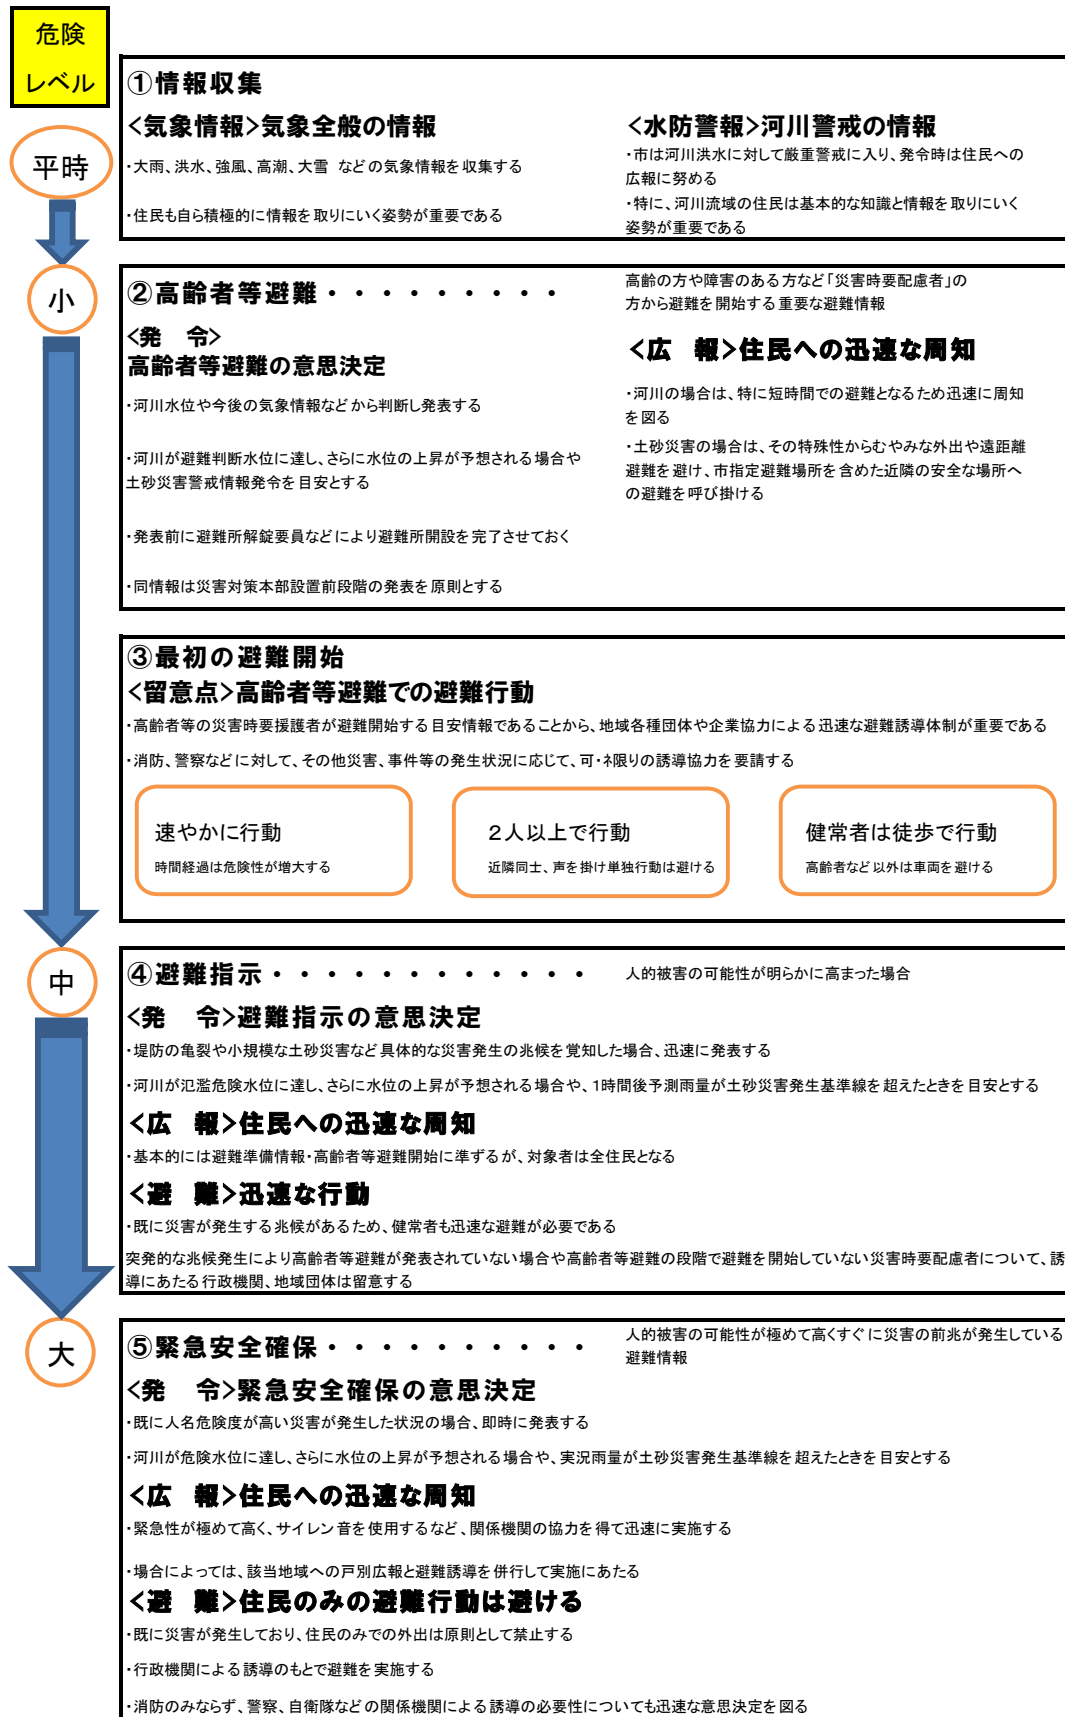 危険
レベル
平時
①情報収集
<気象情報>気象全般の情報
・大雨、洪水、強風、高潮、大雪 などの気象情報を収集する
・住民も自ら積極的に情報を取りにいく姿勢が重要である
<水防警報>河川警戒の情報
・市は河川洪水に対して厳重警戒に入り、発令時は住民への
広報に努める
・特に、河川流域の住民は基本的な知識と情報を取りにいく
姿勢が重要である
小
②高齢者等避難・・・・・・・・・
高齢の方や障害のある方など「災害時要配慮者」の
方から避難を開始する重要な避難情報
<発　令>
高齢者等避難の意思決定
・河川水位や今後の気象情報などから判断し発表する
・河川が避難判断水位に達し、さらに水位の上昇が予想される場合や
土砂災害警戒情報発令を目安とする
・発表前に避難所解錠要員などにより避難所開設を完了させておく
・同情報は災害対策本部設置前段階の発表を原則とする
<広　報>住民への迅速な周知
・河川の場合は、特に短時間での避難となるため迅速に周知
を図る
・土砂災害の場合は、その特殊性からむやみな外出や遠距離
避難を避け、市指定避難場所を含めた近隣の安全な場所へ
の避難を呼び掛ける
③最初の避難開始
<留意点>高齢者等避難での避難行動
・高齢者等の災害時要援護者が避難開始する目安情報であることから、地域各種団体や企業協力による迅速な避難誘導体制が重要である
・消防、警察などに対して、その他災害、事件等の発生状況に応じて、可・ネ限りの誘導協力を要請する
速やかに行動
時間経過は危険性が増大する
２人以上で行動
近隣同士、声を掛け単独行動は避ける
健常者は徒歩で行動
高齢者など以外は車両を避ける
中
④避難指示・・・・・・・・・・・・
人的被害の可能性が明らかに高まった場合
<発　令>避難指示の意思決定
・堤防の亀裂や小規模な土砂災害など具体的な災害発生の兆候を覚知した場合、迅速に発表する
・河川が氾濫危険水位に達し、さらに水位の上昇が予想される場合や、1時間後予測雨量が土砂災害発生基準線を超えたときを目安とする
<広　報>住民への迅速な周知
・基本的には避難準備情報・高齢者等避難開始に準ずるが、対象者は全住民となる
<避　難>迅速な行動
・既に災害が発生する兆候があるため、健常者も迅速な避難が必要である
突発的な兆候発生により高齢者等避難が発表されていない場合や高齢者等避難の段階で避難を開始していない災害時要配慮者について、誘
導にあたる行政機関、地域団体は留意する
大
⑤緊急安全確保・・・・・・・・・・
人的被害の可能性が極めて高くすぐに災害の前兆が発生している
避難情報
<発　令>緊急安全確保の意思決定
・既に人名危険度が高い災害が発生した状況の場合、即時に発表する
・河川が危険水位に達し、さらに水位の上昇が予想される場合や、実況雨量が土砂災害発生基準線を超えたときを目安とする
<広　報>住民への迅速な周知
・緊急性が極めて高く、サイレン音を使用するなど、関係機関の協力を得て迅速に実施する
・場合によっては、該当地域への戸別広報と避難誘導を併行して実施にあたる
<避　難>住民のみの避難行動は避ける
・既に災害が発生しており、住民のみでの外出は原則として禁止する
・行政機関による誘導のもとで避難を実施する
・消防のみならず、警察、自衛隊などの関係機関による誘導の必要性についても迅速な意思決定を図る